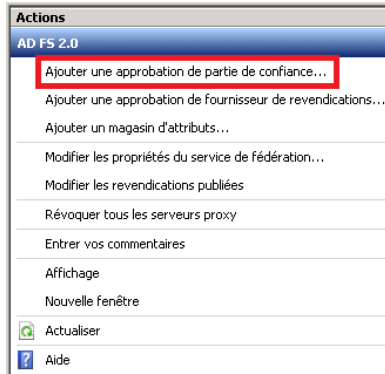 Actions
AD FS 2.0
Ajouter une approbation de partie de confiance...
Ajouter une approbation de fournisseur de revendications...
Ajouter un magasin d'attributs...
Modifier les propriétés du service de fédération...
Modifier les revendications publiées
Révoquer tous les serveurs proxy
Entrer vos commentaires
Affichage
Nouvelle fenêtre
Actualiser
Aide